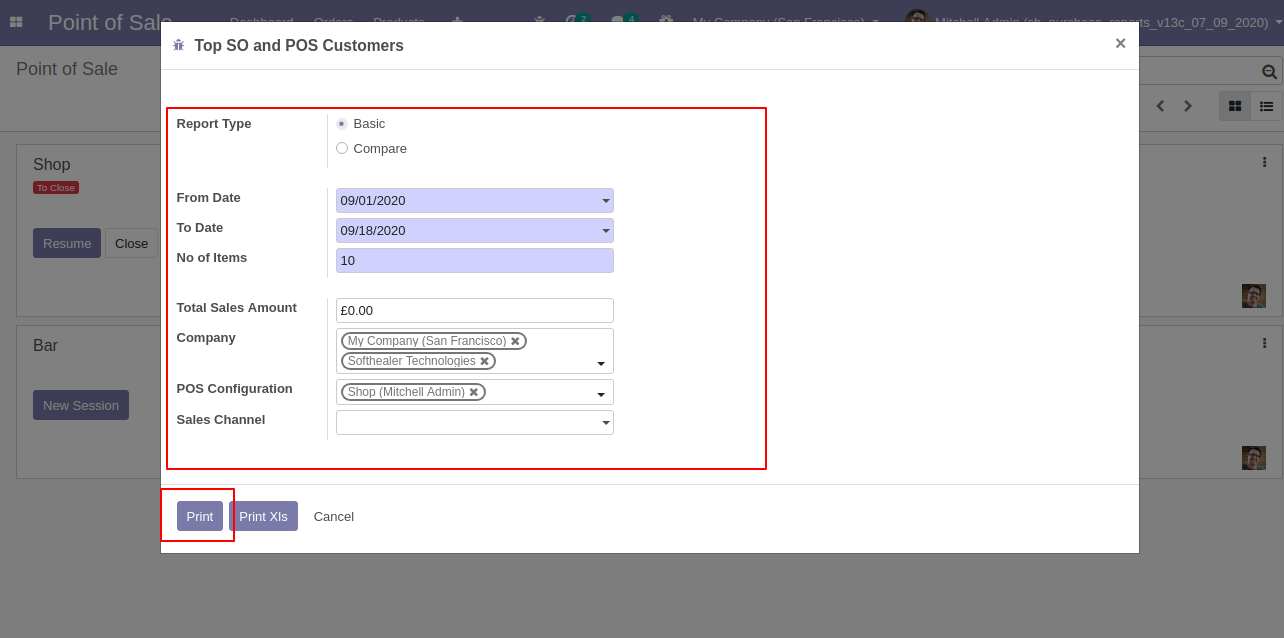 Point of Sale Dashboard Orders Products 2 4 My Company (San Francisco) Mitchell Admin (sh_purchase_reports_v13c_07_09_2020)
Top SO and POS Customers ×
Point of Sale
Report Type Basic
Compare
Shop
To Close
From Date 09/01/2020
To Date 09/18/2020
Resume Close
No of Items 10
Total Sales Amount £0.00
Company My Company (San Francisco) ×
Softhealer Technologies ×
Bar
POS Configuration Shop (Mitchell Admin) ×
New Session
Sales Channel
Print Print Xls Cancel